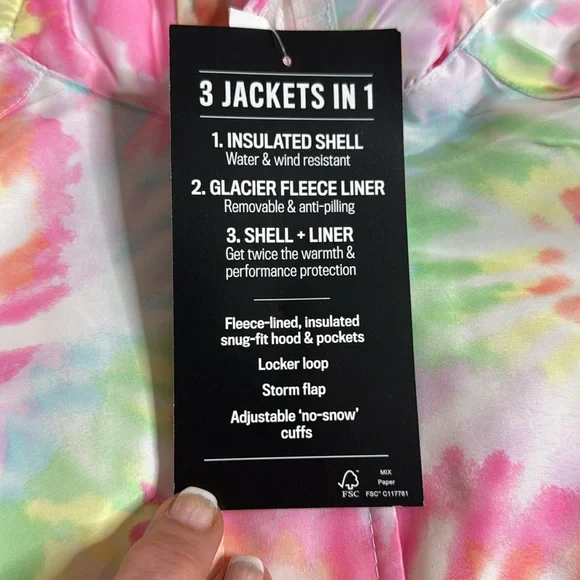 3 JACKETS IN 1
1. INSULATED SHELL
Water & wind resistant
2. GLACIER FLEECE LINER
Removable & anti-pilling
3. SHELL + LINER
Get twice the warmth &
performance protection
Fleece-lined, insulated
snug-fit hood & pockets
Locker loop
Storm flap
Adjustable ‘no-snow’
cuffs
FSC
MIX
Paper
FSC™ C117781